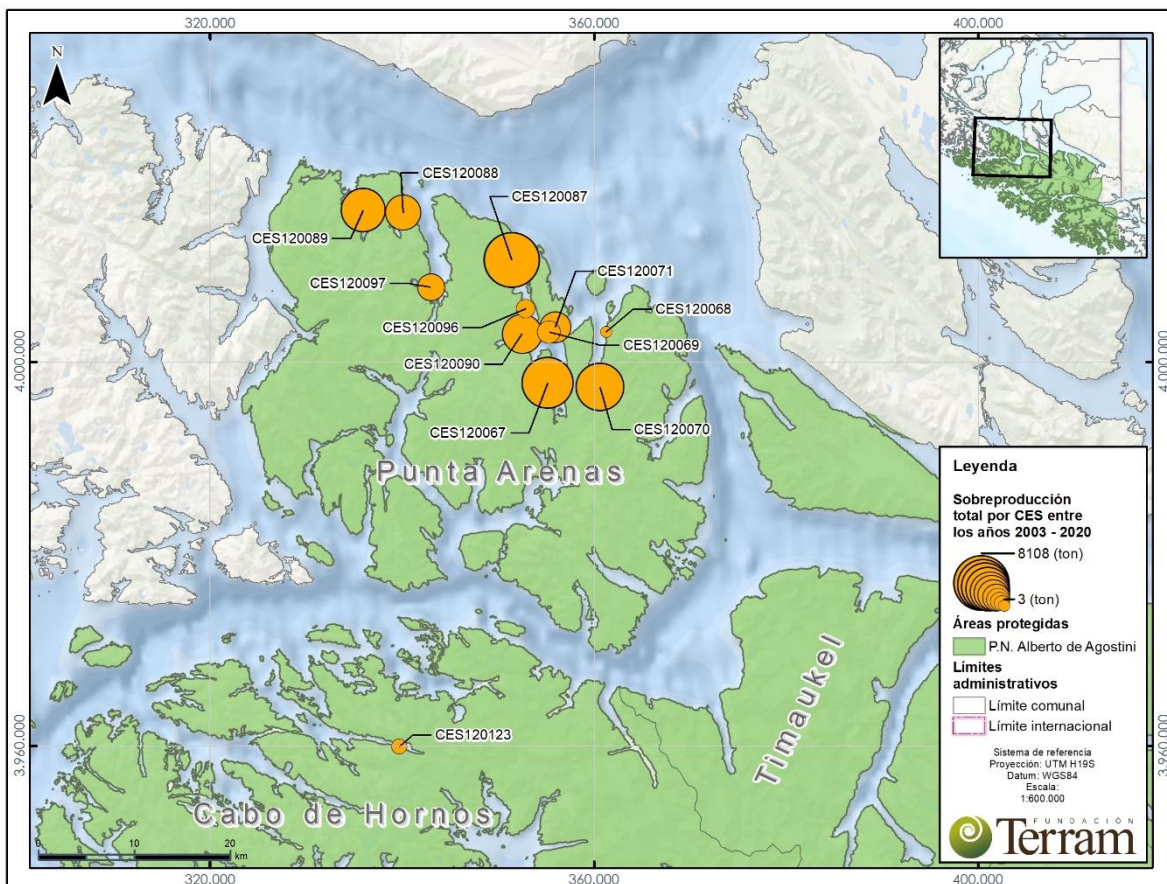 320.000
360.000
400.000
N
CES120088
CES120087
CES120089
CES120071
CES120097
CES120068
CES120096
CES120069
CES120090
4.000.000
4.000.000
CES120067
CES120070
Punta Arenas
Timaukel
CES120123
Cabo de Hornos
3.960.000
3.960.000
0 10 20
km
320.000
360.000
400.000
Leyenda
Sobreproducción
total por CES entre
los años 2003 - 2020
8108 (ton)
3 (ton)
Áreas protegidas
P.N. Alberto de Agostini
Límites
administrativos
Límite comunal
Límite internacional
Sistema de referencia
Proyección: UTM H19S
Datum: WGS84
Escala:
1:600.000
FUNDACIÓN
Terram